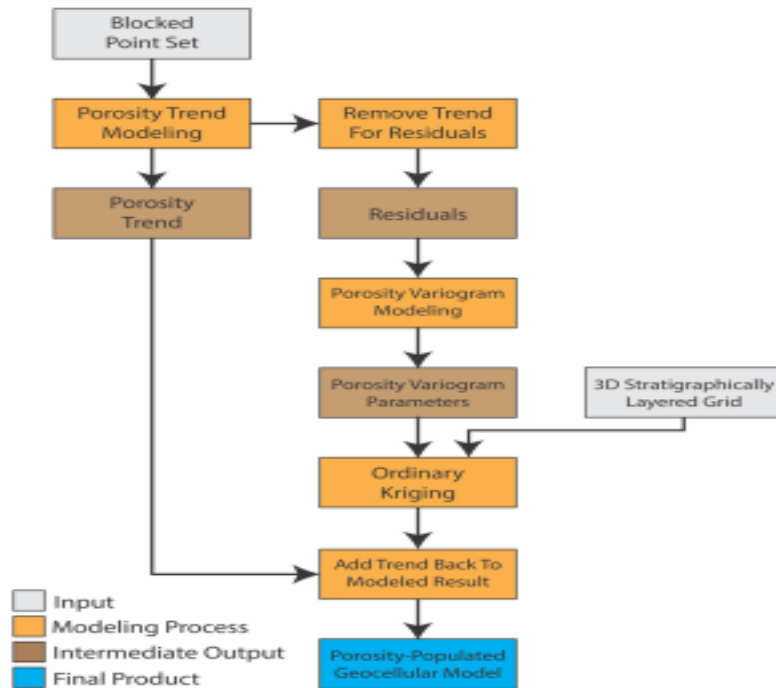 Blocked
Point Set
Porosity Trend
Modeling
Remove Trend
For Residuals
Porosity
Trend
Residuals
Porosity Variogram
Modeling
Porosity Variogram
Parameters
3D Stratigraphically
Layered Grid
Ordinary
Kriging
Add Trend Back To
Modeled Result
Porosity-Populated
Geocellular Model
Input
Modeling Process
Intermediate Output
Final Product